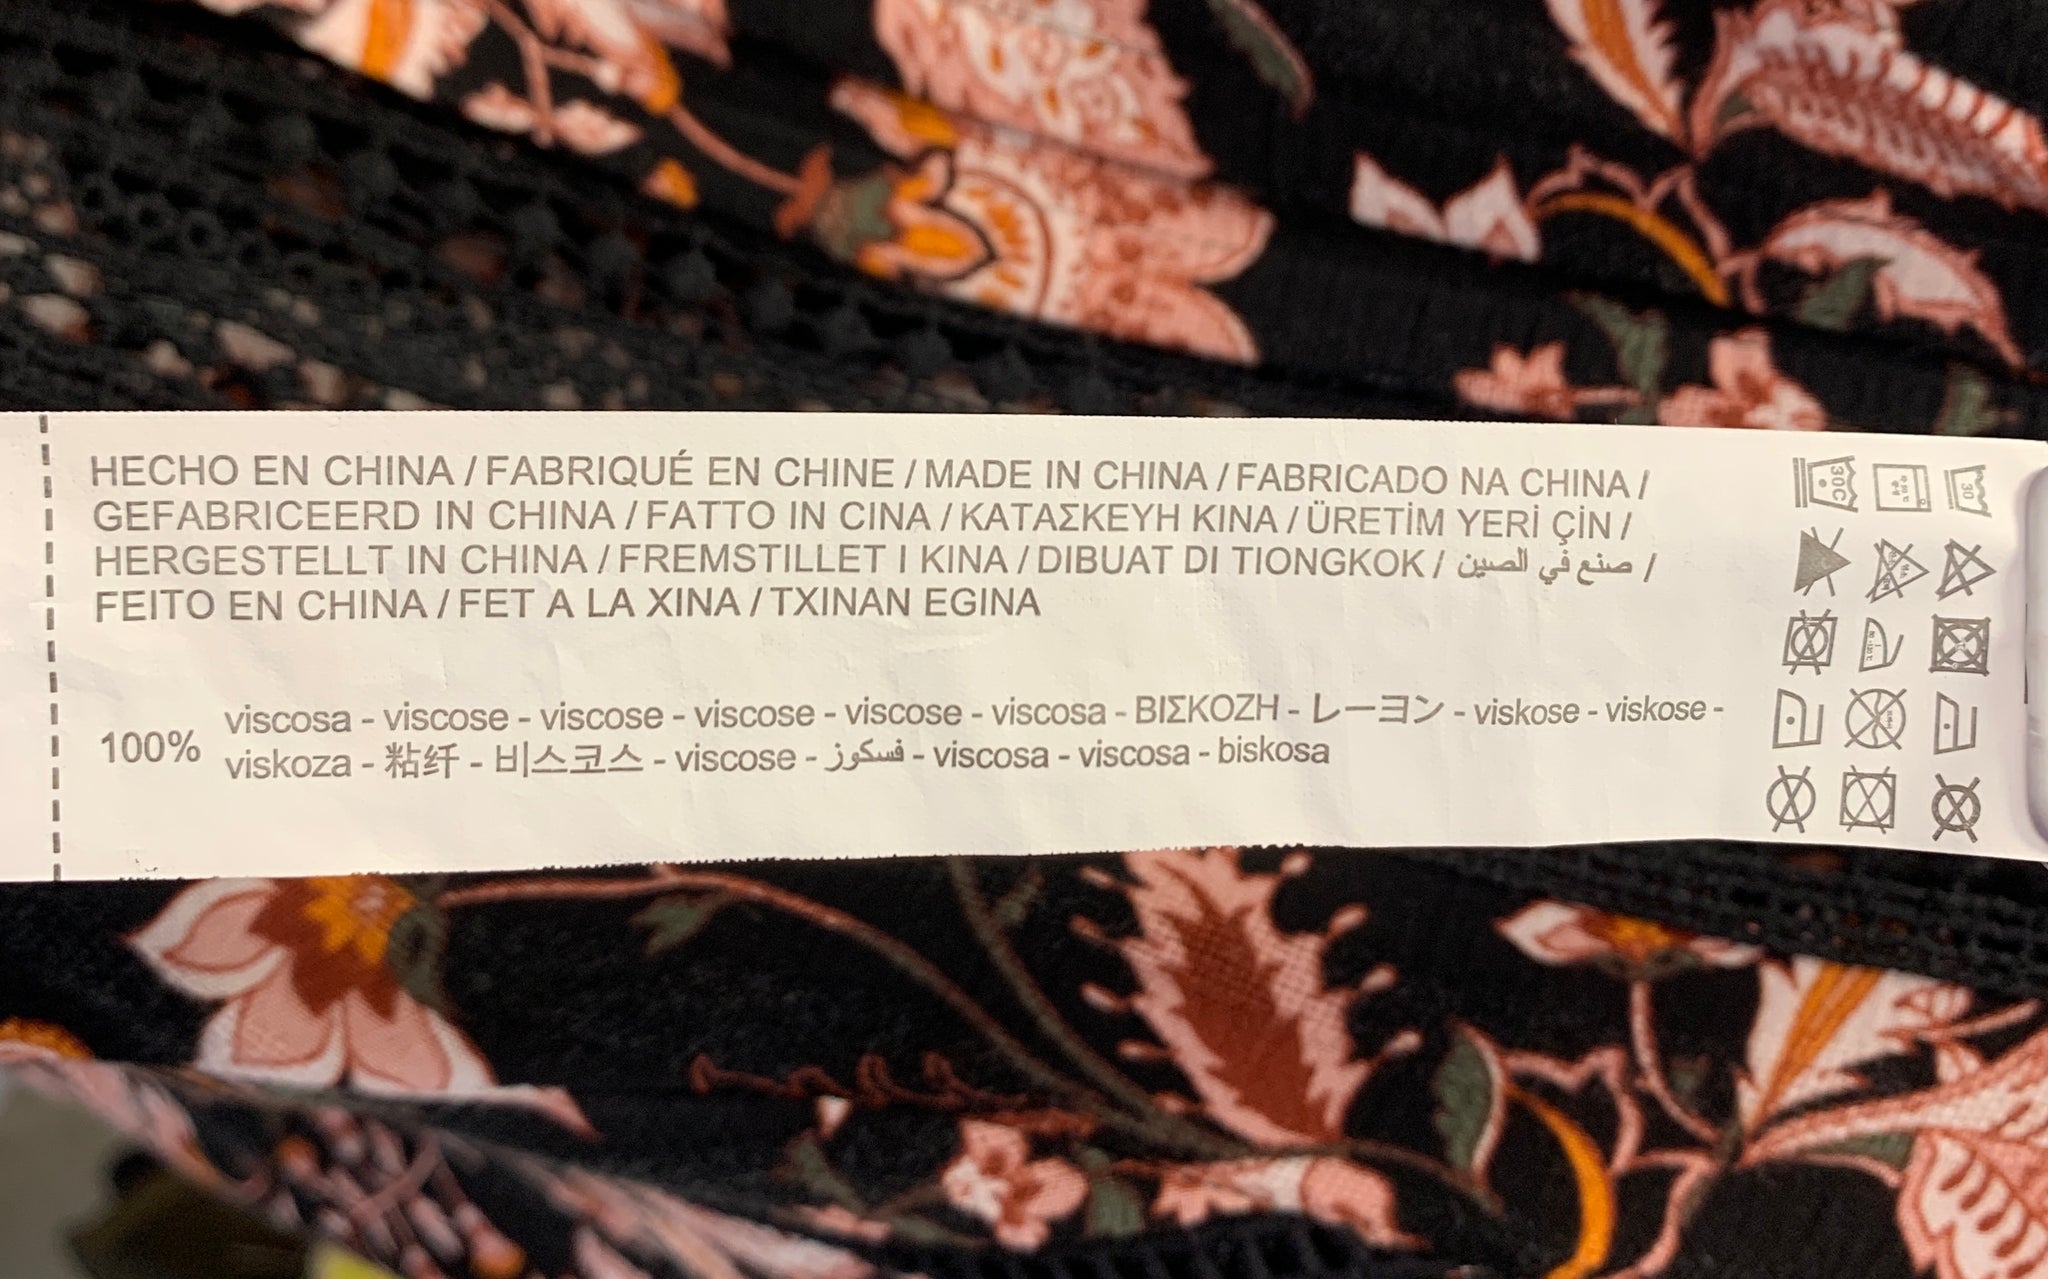 HECHO EN CHINA / FABRIQUÉ EN CHINE / MADE IN CHINA / FABRICADO NA CHINA /
GEFABRICEERD IN CHINA / FATTO IN CINA / ΚΑΤΑΣΚΕΥΗ ΚΙΝΑ / ÜRETİM YERİ ÇİN /
HERGESTELLT IN CHINA / FREMSTILLET I KINA / DIBUAT DI TIONGKOK / صنع في الصين /
FEITO EN CHINA / FET A LA XINA / TXINAN EGINA
100%
viscosa - viscose - viscose - viscose - viscose - viscosa - ΒΙΣΚΟΖΗ - レーヨン - viskose - viskose -
viskoza - 粘纤 - 비스코스 - viscose - فسكوز - viscosa - viscosa - biskosa
30C
30